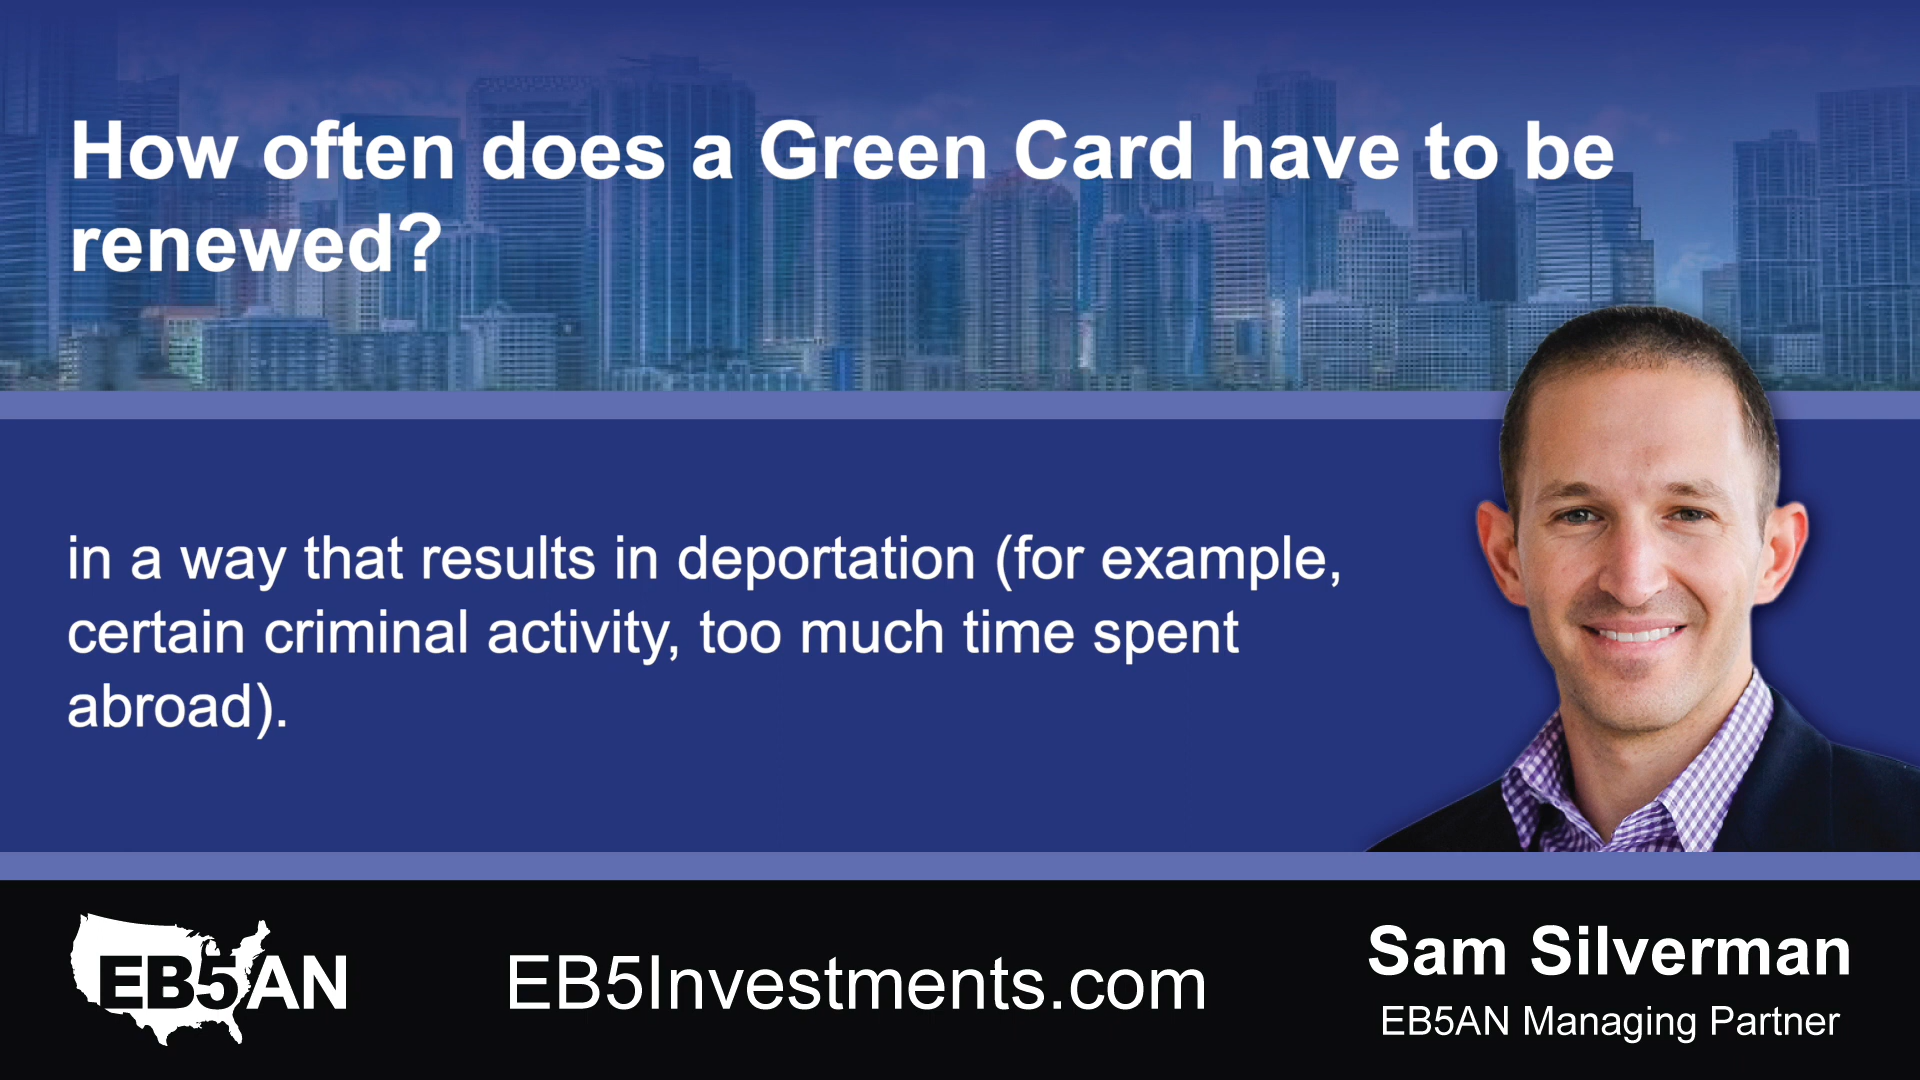 How often does a Green Card have to be
renewed?
in a way that results in deportation (for example,
certain criminal activity, too much time spent
abroad).
EB5AN
EB5Investments.com
Sam Silverman
EB5AN Managing Partner